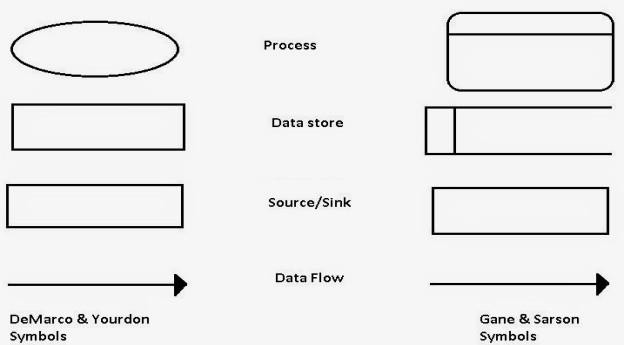 Process
Data store
Source/Sink
Data Flow
DeMarco & Yourdon
Symbols
Gane & Sarson
Symbols